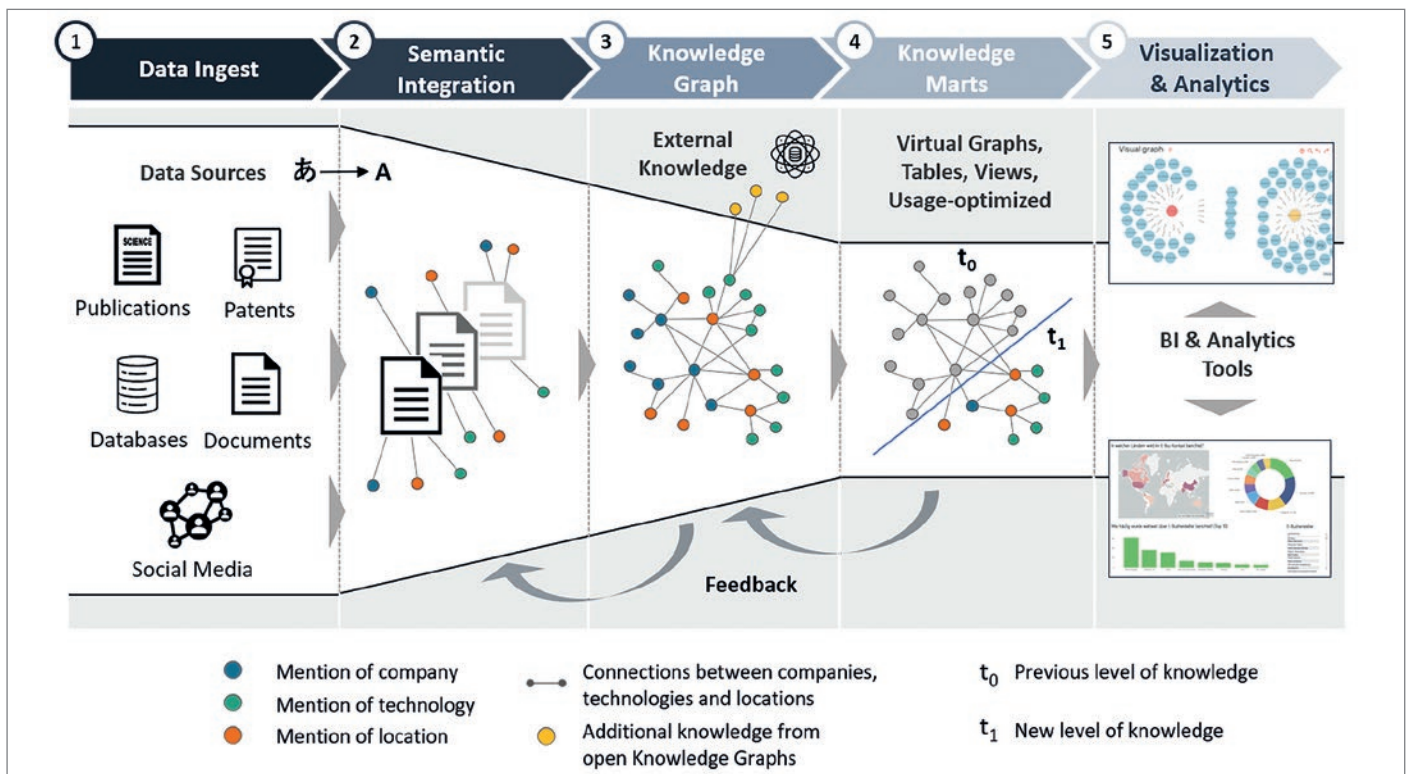 1
Data Ingest
2
Semantic
Integration
3
Knowledge
Graph
4
Knowledge
Marts
5
Visualization
& Analytics
Data Sources
あ → A
SCIENCE
Publications
Patents
Databases
Documents
Social Media
External
Knowledge
Virtual Graphs,
Tables, Views,
Usage-optimized
t0
t1
Visual graph
BI & Analytics
Tools
Feedback
Mention of company
Mention of technology
Mention of location
Connections between companies,
technologies and locations
Additional knowledge from
open Knowledge Graphs
t0 Previous level of knowledge
t1 New level of knowledge